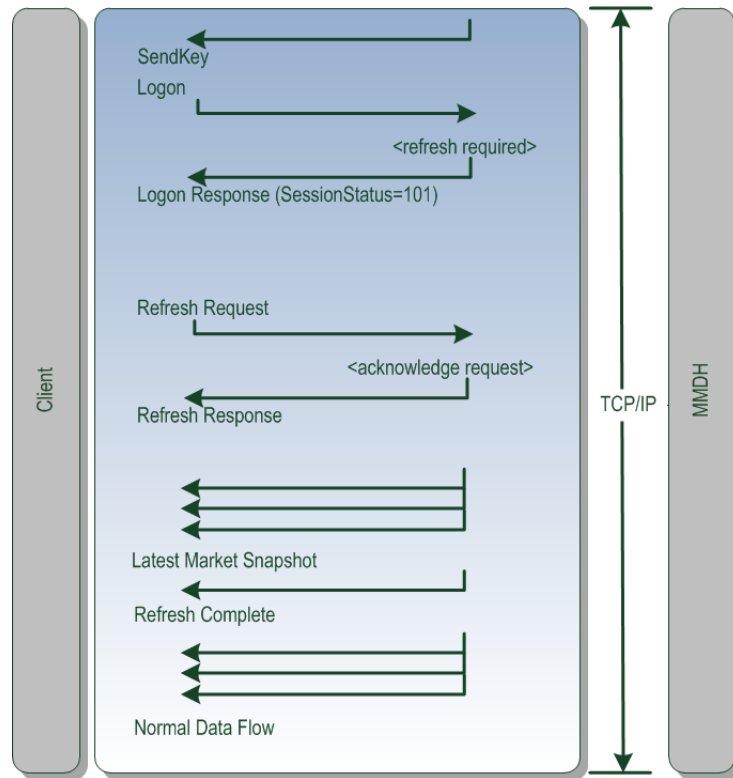 SendKey
Logon
<refresh required>
Logon Response (SessionStatus=101)
Refresh Request
<acknowledge request>
Refresh Response
Latest Market Snapshot
Refresh Complete
Normal Data Flow
Client
TCP/IP
MMDH